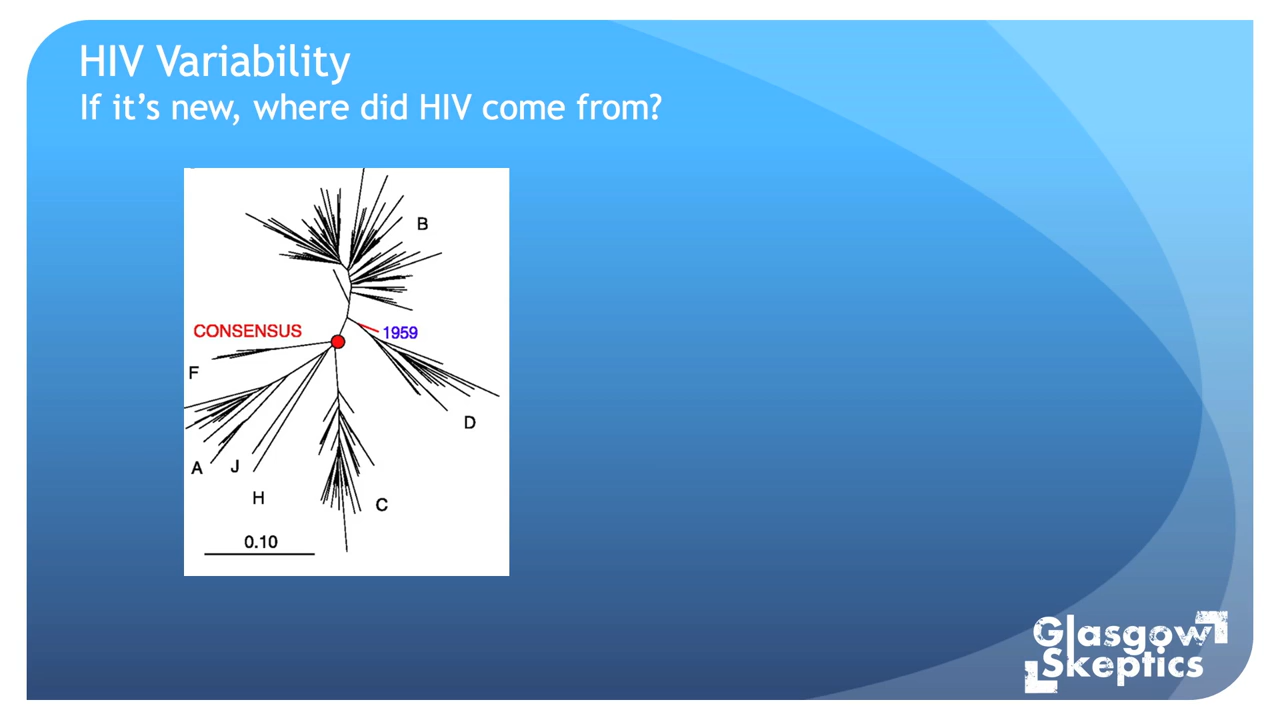 HIV Variability
If it's new, where did HIV come from?
B
CONSENSUS
1959
F
D
A
J
H
C
0.10
Glasgow
Skeptics